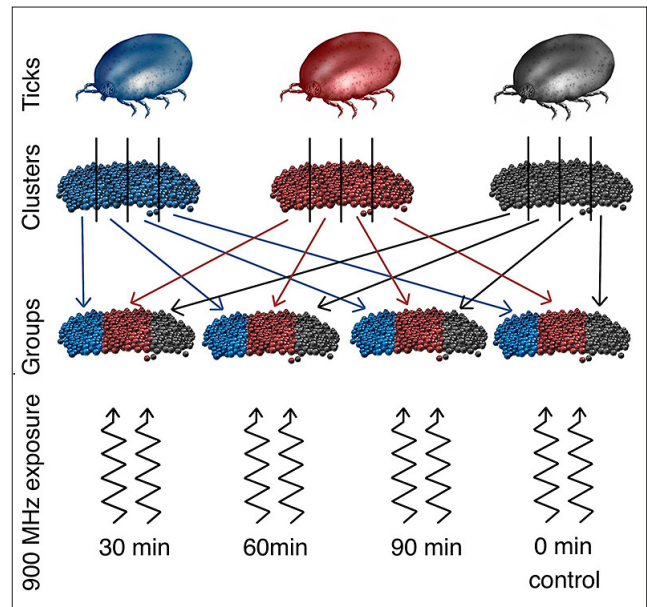 Ticks
Clusters
Groups
900 MHz exposure
30 min
60min
90 min
0 min
control